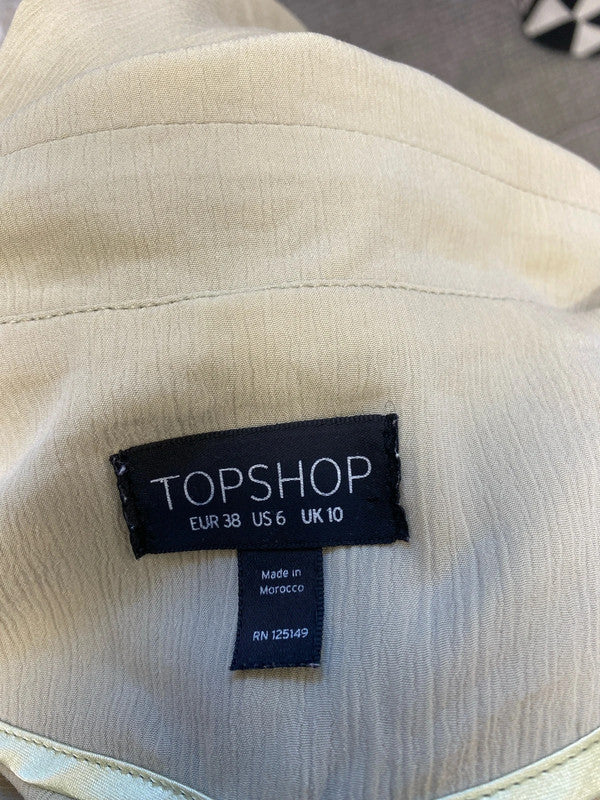 TOPSHOP
EUR 38 US 6 UK 10
Made in
Morocco
RN 125149